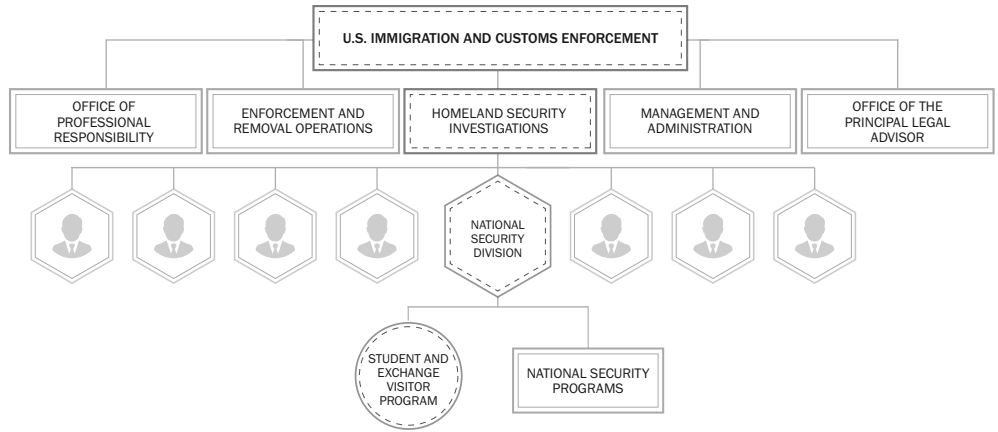 U.S. IMMIGRATION AND CUSTOMS ENFORCEMENT
OFFICE OF
PROFESSIONAL
RESPONSIBILITY
ENFORCEMENT AND
REMOVAL OPERATIONS
HOMELAND SECURITY
INVESTIGATIONS
MANAGEMENT AND
ADMINISTRATION
OFFICE OF THE
PRINCIPAL LEGAL
ADVISOR
NATIONAL
SECURITY
DIVISION
STUDENT AND
EXCHANGE
VISITOR
PROGRAM
NATIONAL SECURITY
PROGRAMS